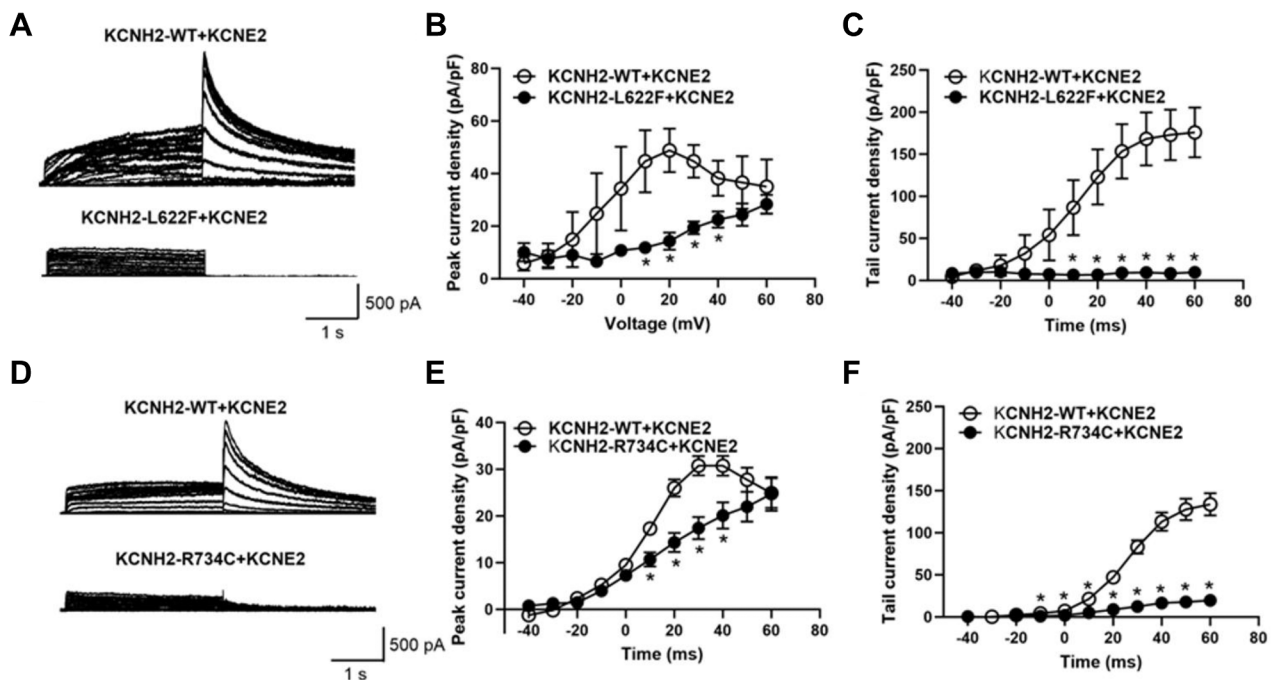 A
KCNH2-WT+KCNE2
KCNH2-L622F+KCNE2
500 pA
1 s
B
Peak current density (pA/pF)
80
60
40
20
0
KCNH2-WT+KCNE2
KCNH2-L622F+KCNE2
* * * *
-40 -20 0 20 40 60 80
Voltage (mV)
C
Tail current density (pA/pF)
250
200
150
100
50
0
KCNH2-WT+KCNE2
KCNH2-L622F+KCNE2
* * * * * *
-40 -20 0 20 40 60 80
Time (ms)
D
KCNH2-WT+KCNE2
KCNH2-R734C+KCNE2
500 pA
1 s
E
Peak current density (pA/pF)
40
30
20
10
0
KCNH2-WT+KCNE2
KCNH2-R734C+KCNE2
* * * *
-40 -20 0 20 40 60 80
Time (ms)
F
Tail current density (pA/pF)
250
200
150
100
50
0
KCNH2-WT+KCNE2
KCNH2-R734C+KCNE2
* * * * * * * *
-40 -20 0 20 40 60 80
Time (ms)